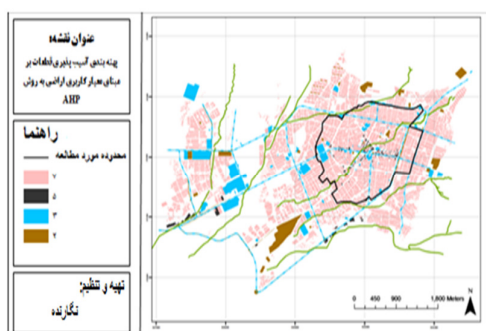 عنوان نقشه:
پهنه بندی آسیب پذیری قطعات بر
مبنای معیار کاربری اراضی به روش
AHP
راهنما
محدوده مورد مطالعه
۷
۵
۳
۲
تهیه و تنظیم:
نگارنده
0 450 900 1,800 Meters
N